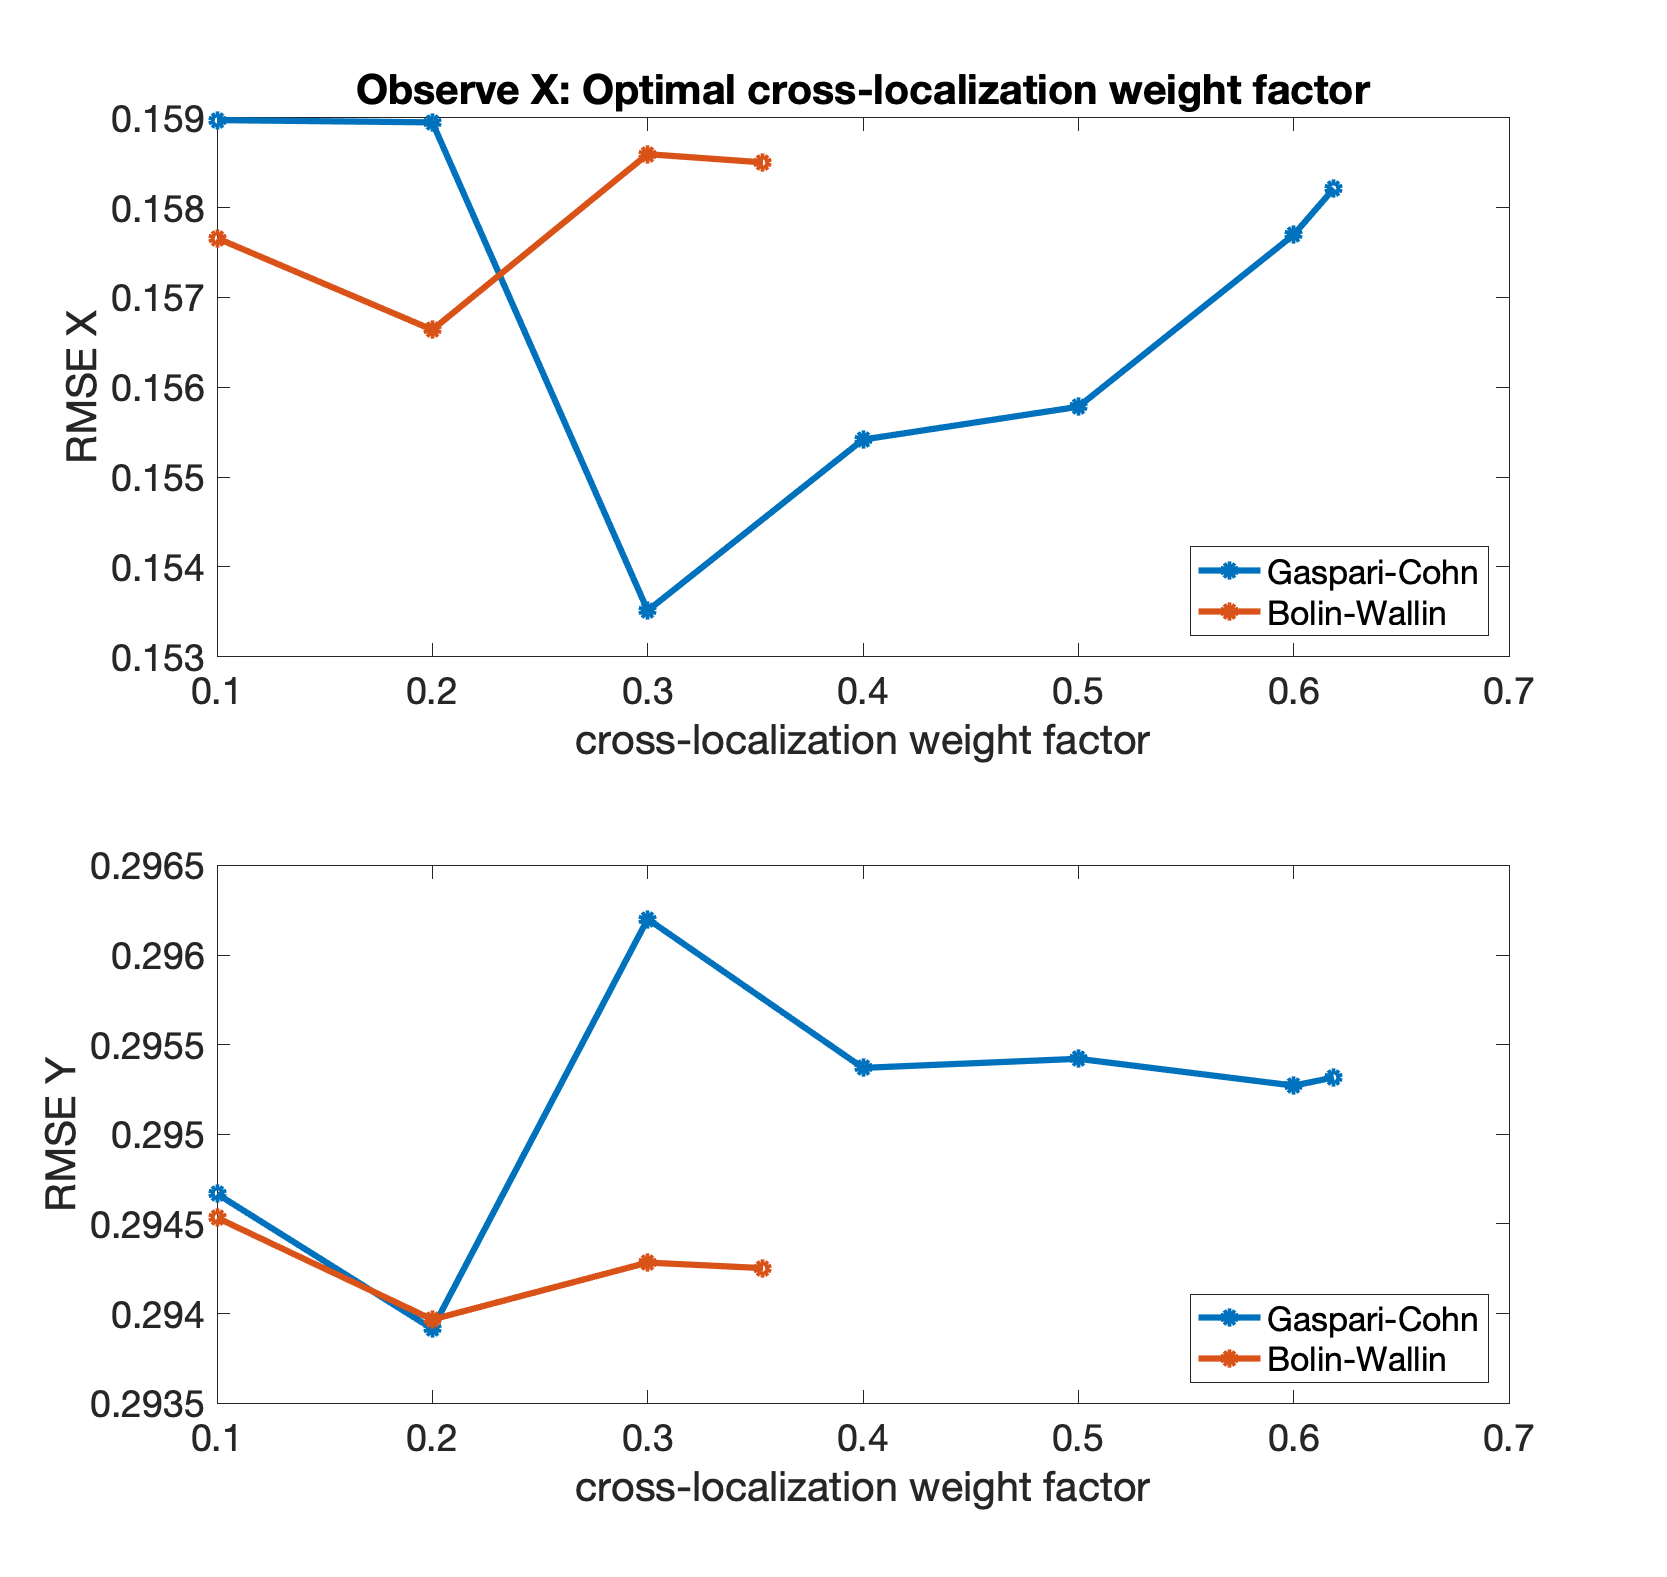 Observe X: Optimal cross-localization weight factor
0.159
0.158
0.157
0.156
0.155
0.154
0.153
RMSE X
0.1 0.2 0.3 0.4 0.5 0.6 0.7
cross-localization weight factor
Gaspari-Cohn
Bolin-Wallin
0.2965
0.296
0.2955
0.295
0.2945
0.294
0.2935
RMSE Y
0.1 0.2 0.3 0.4 0.5 0.6 0.7
cross-localization weight factor
Gaspari-Cohn
Bolin-Wallin